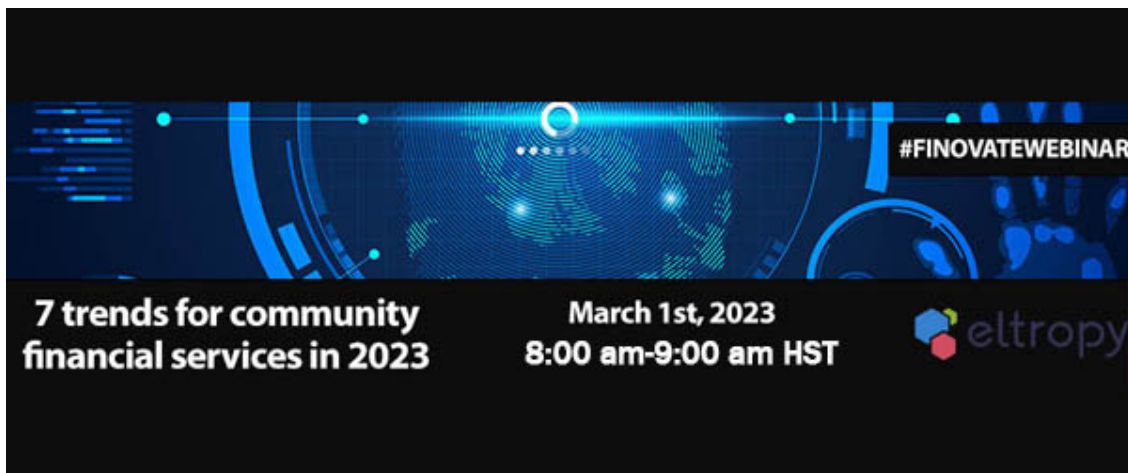 #FINOVATEWEBINAR
7 trends for community
financial services in 2023
March 1st, 2023
8:00 am-9:00 am HST
eltropy